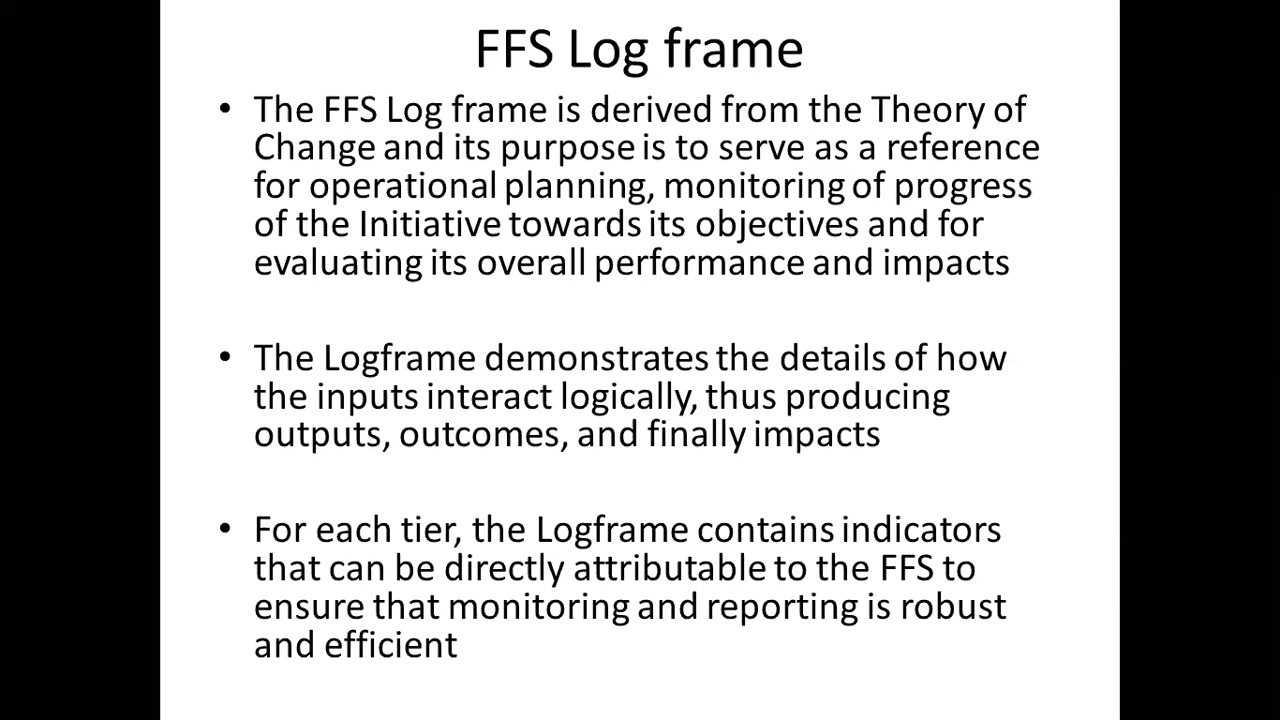 FFS Log frame
• The FFS Log frame is derived from the Theory of
Change and its purpose is to serve as a reference
for operational planning, monitoring of progress
of the Initiative towards its objectives and for
evaluating its overall performance and impacts
• The Logframe demonstrates the details of how
the inputs interact logically, thus producing
outputs, outcomes, and finally impacts
• For each tier, the Logframe contains indicators
that can be directly attributable to the FFS to
ensure that monitoring and reporting is robust
and efficient